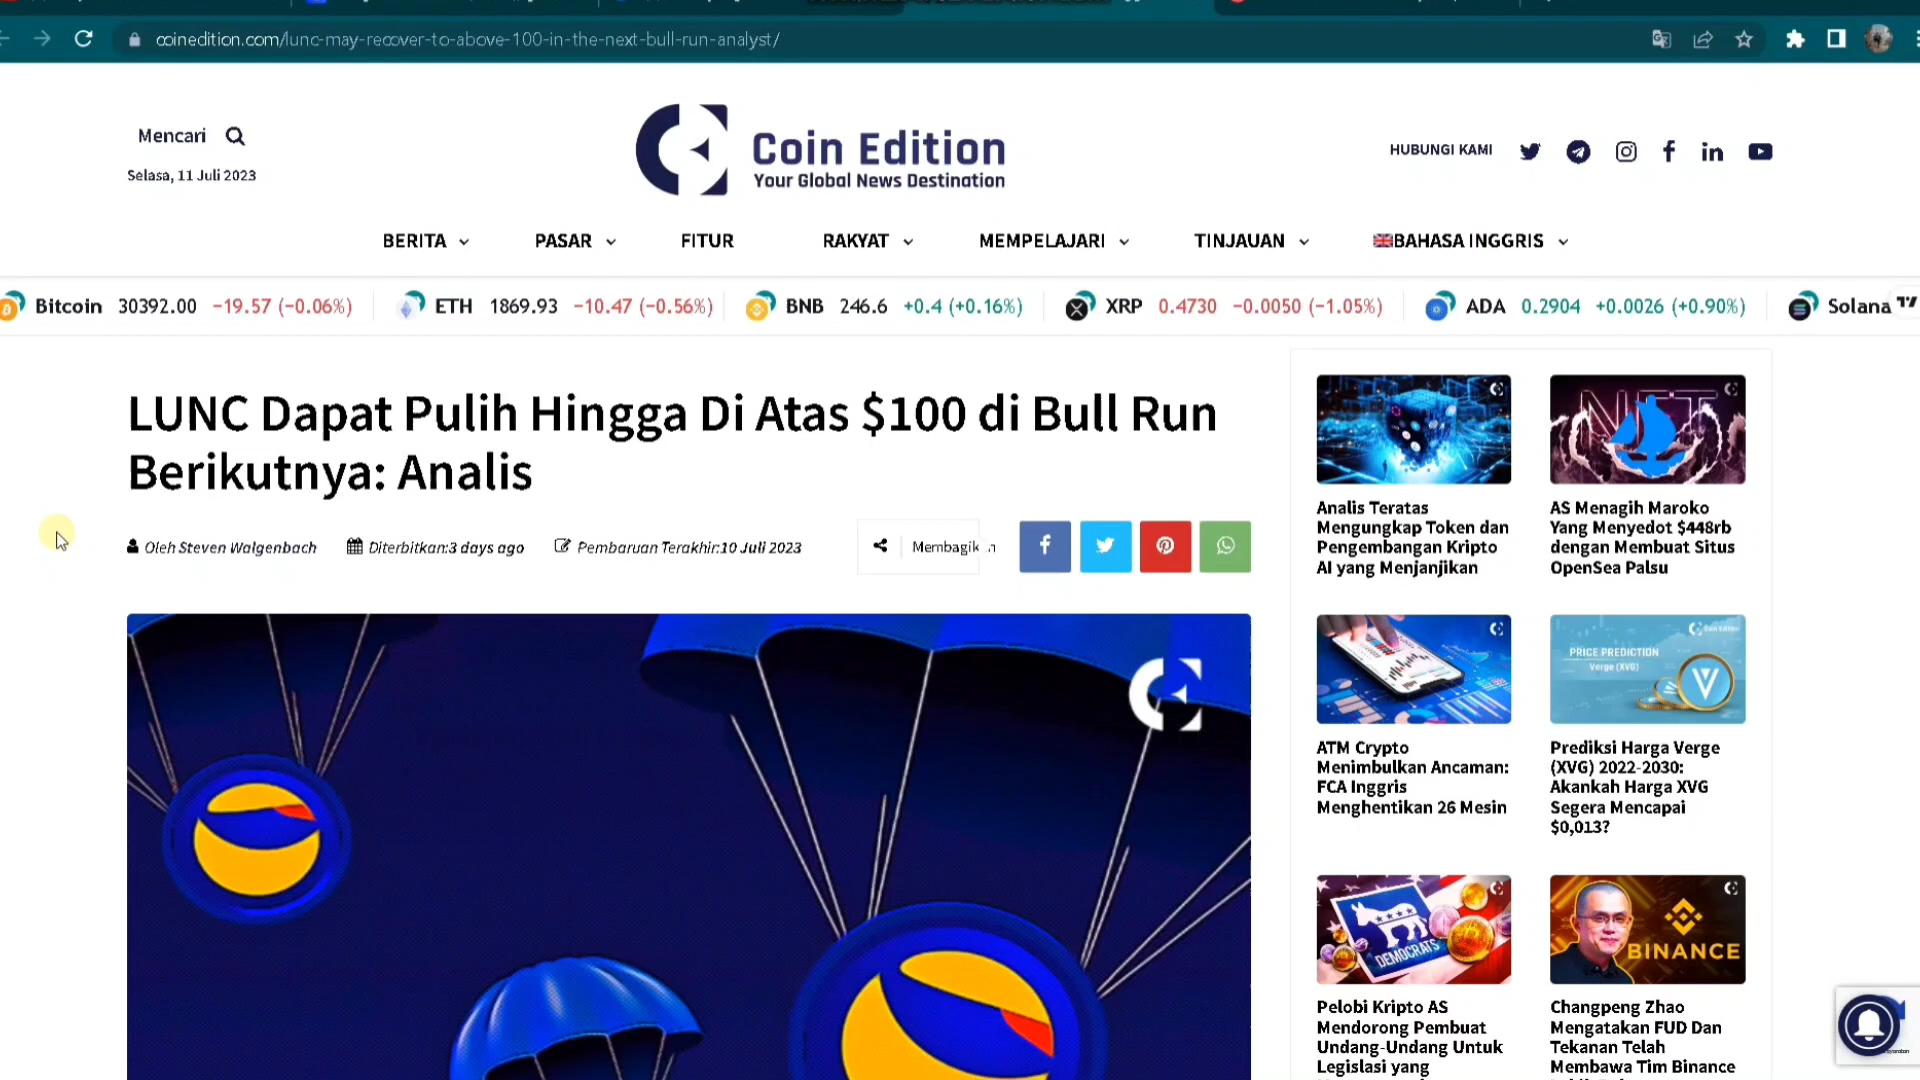 coinedition.com/lunc-may-recover-to-above-100-in-the-next-bull-run-analyst/
Mencari
Selasa, 11 Juli 2023
Coin Edition
Your Global News Destination
HUBUNGI KAMI
BERITA PASAR FITUR RAKYAT MEMPELAJARI TINJAUAN BAHASA INGGRIS
Bitcoin 30392.00 −19.57 (−0.06%) ETH 1869.93 −10.47 (−0.56%) BNB 246.6 +0.4 (+0.16%) XRP 0.4730 −0.0050 (−1.05%) ADA 0.2904 +0.0026 (+0.90%) Solana
LUNC Dapat Pulih Hingga Di Atas $100 di Bull Run
Berikutnya: Analis
Oleh Steven Walgenbach Diterbitkan:3 days ago Pembaruan Terakhir:10 Juli 2023
NFT
Analis Teratas
Mengungkap Token dan
Pengembangan Kripto
AI yang Menjanjikan
AS Menagih Maroko
Yang Menyedot $448rb
dengan Membuat Situs
OpenSea Palsu
Coin Edition
PRICE PREDICTION
Verge (XVG)
ATM Crypto
Menimbulkan Ancaman:
FCA Inggris
Menghentikan 26 Mesin
Prediksi Harga Verge
(XVG) 2022-2030:
Akankah Harga XVG
Segera Mencapai
$0,013?
DEMOCRATS
BINANCE
Pelobi Kripto AS
Mendorong Pembuat
Undang-Undang Untuk
Legislasi yang
Changpeng Zhao
Mengatakan FUD Dan
Tekanan Telah
Membawa Tim Binance